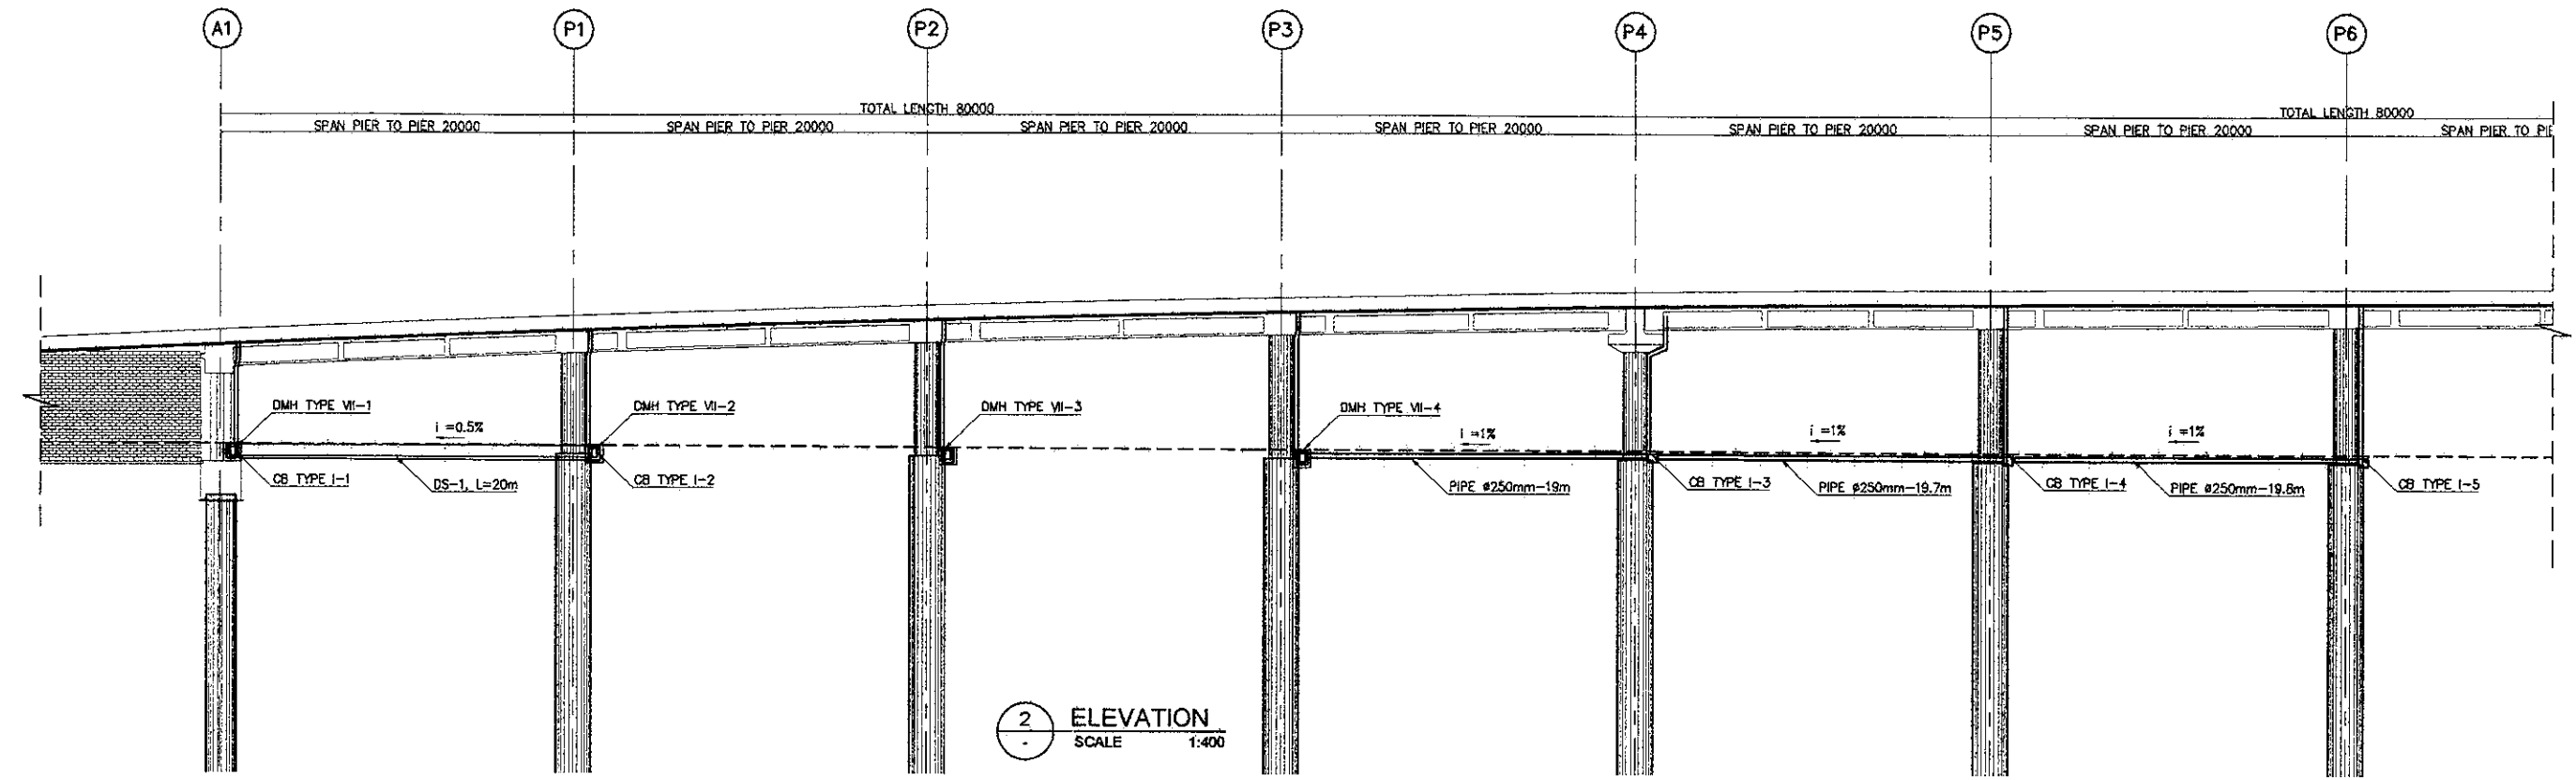 A1 P1 P2 P3 P4 P5 P6
TOTAL LENGTH 80000 TOTAL LENGTH 80000
SPAN PIER TO PIER 20000 SPAN PIER TO PIER 20000 SPAN PIER TO PIER 20000 SPAN PIER TO PIER 20000 SPAN PIER TO PIER 20000 SPAN PIER TO PIER 20000 SPAN PIER TO PIE
DMH TYPE VII-1 DMH TYPE VII-2 DMH TYPE VII-3 DMH TYPE VII-4
i =0.5% i =1% i =1% i =1%
CB TYPE I-1 DS-1, L=20m CB TYPE I-2 PIPE ø250mm-19m CB TYPE I-3 PIPE ø250mm-19.7m CB TYPE I-4 PIPE ø250mm-19.8m CB TYPE I-5
2 ELEVATION
- SCALE 1:400